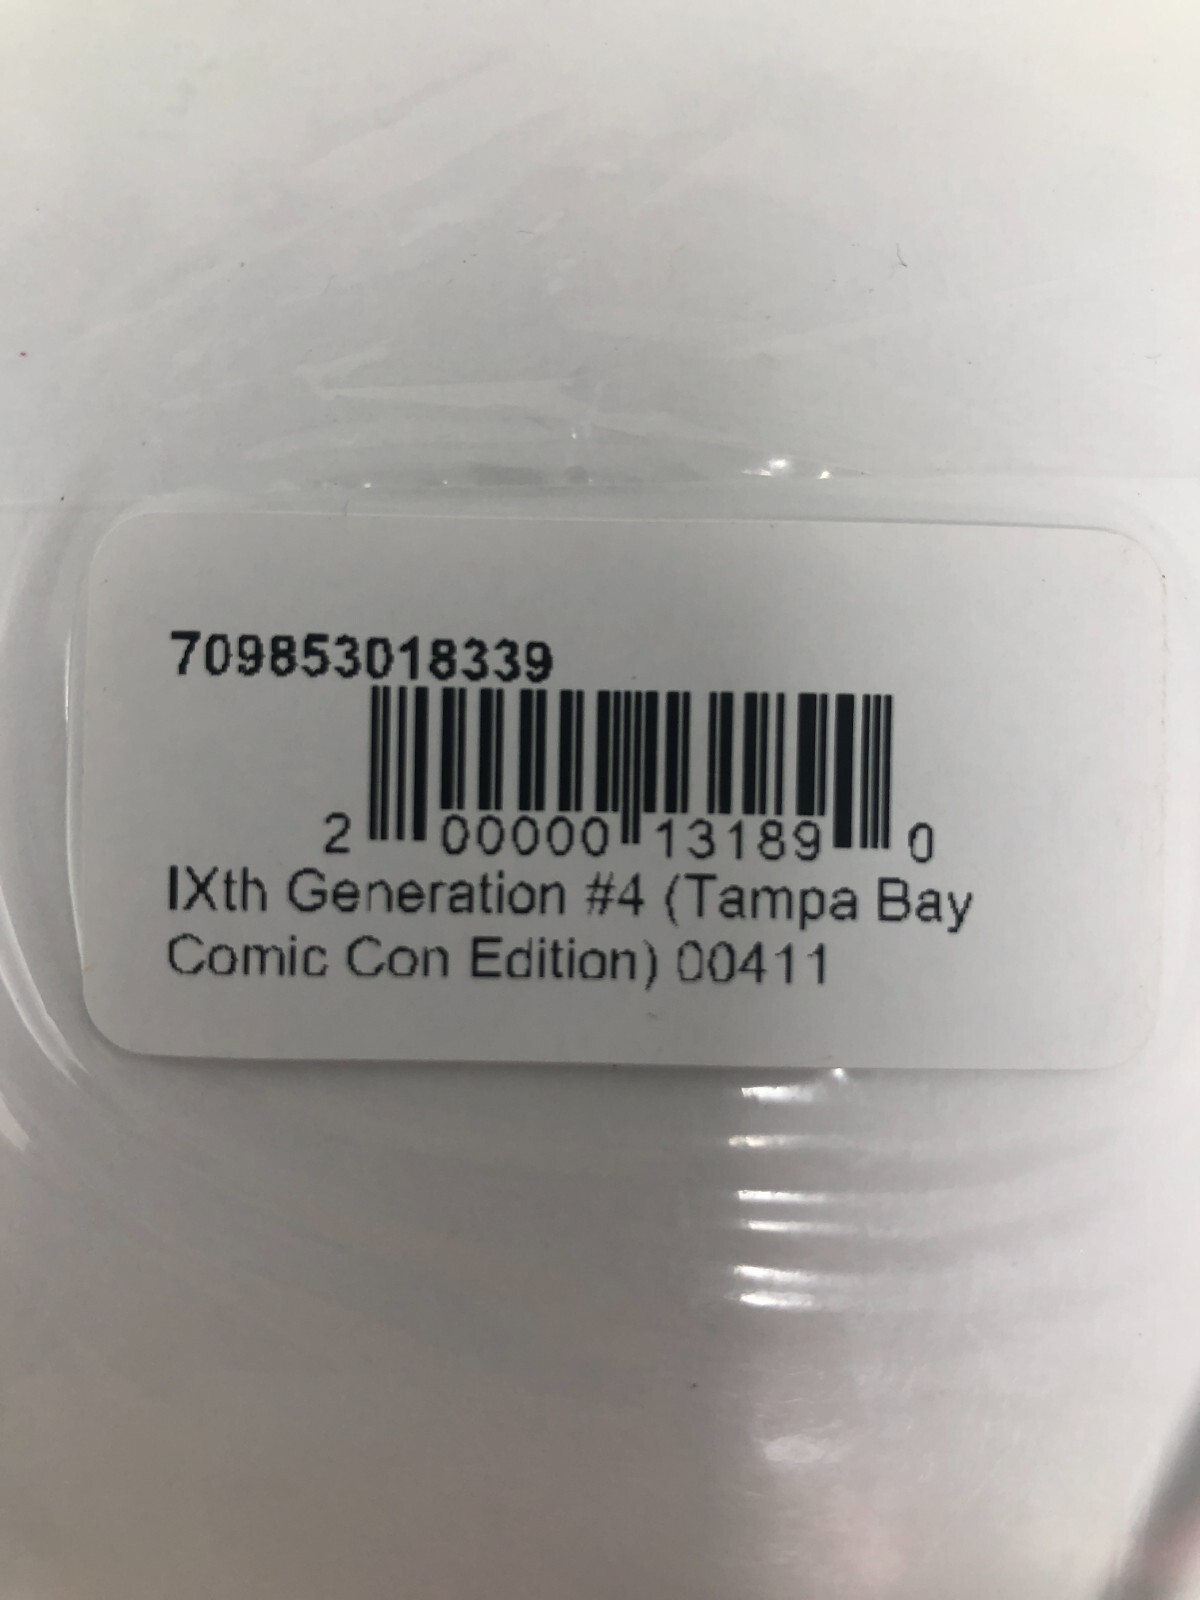 709853018339
2 00000 13189 0
IXth Generation #4 (Tampa Bay
Comic Con Edition) 00411